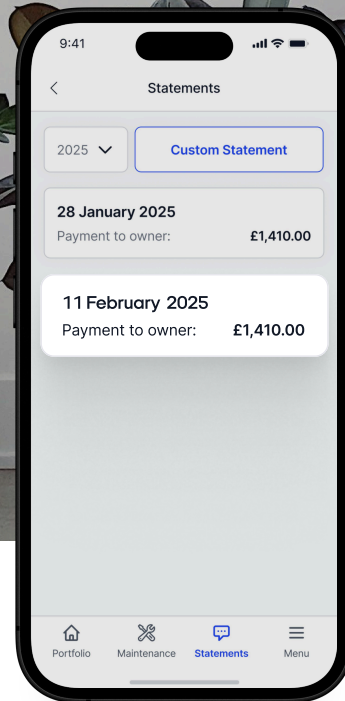 9:41
Statements
2025
Custom Statement
28 January 2025
Payment to owner: £1,410.00
11 February 2025
Payment to owner: £1,410.00
Portfolio Maintenance Statements Menu